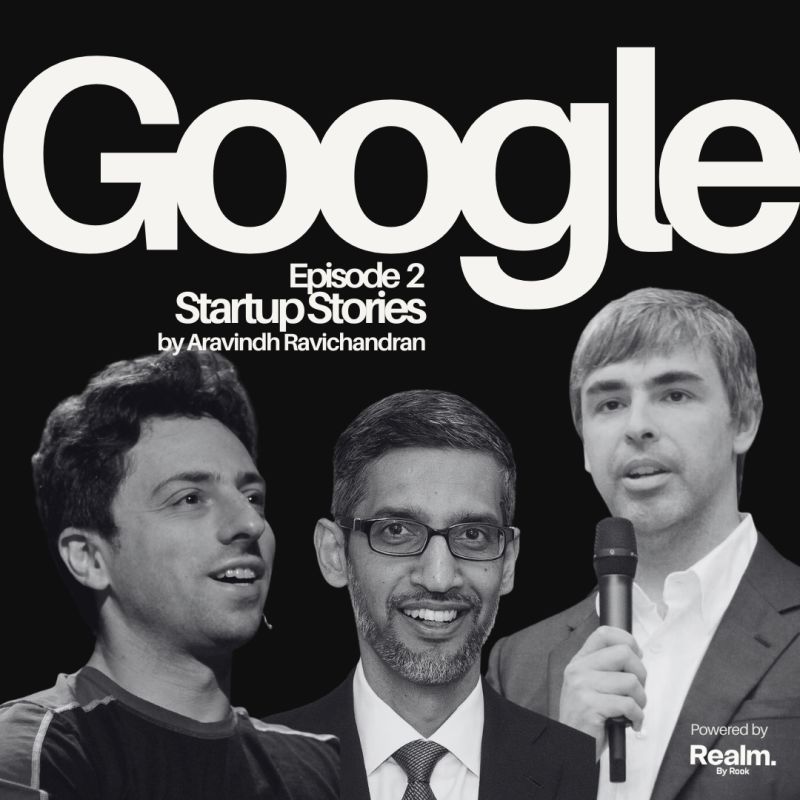 Google
Episode 2
Startup Stories
by Aravindh Ravichandran
Powered by
Realm.
By Rook